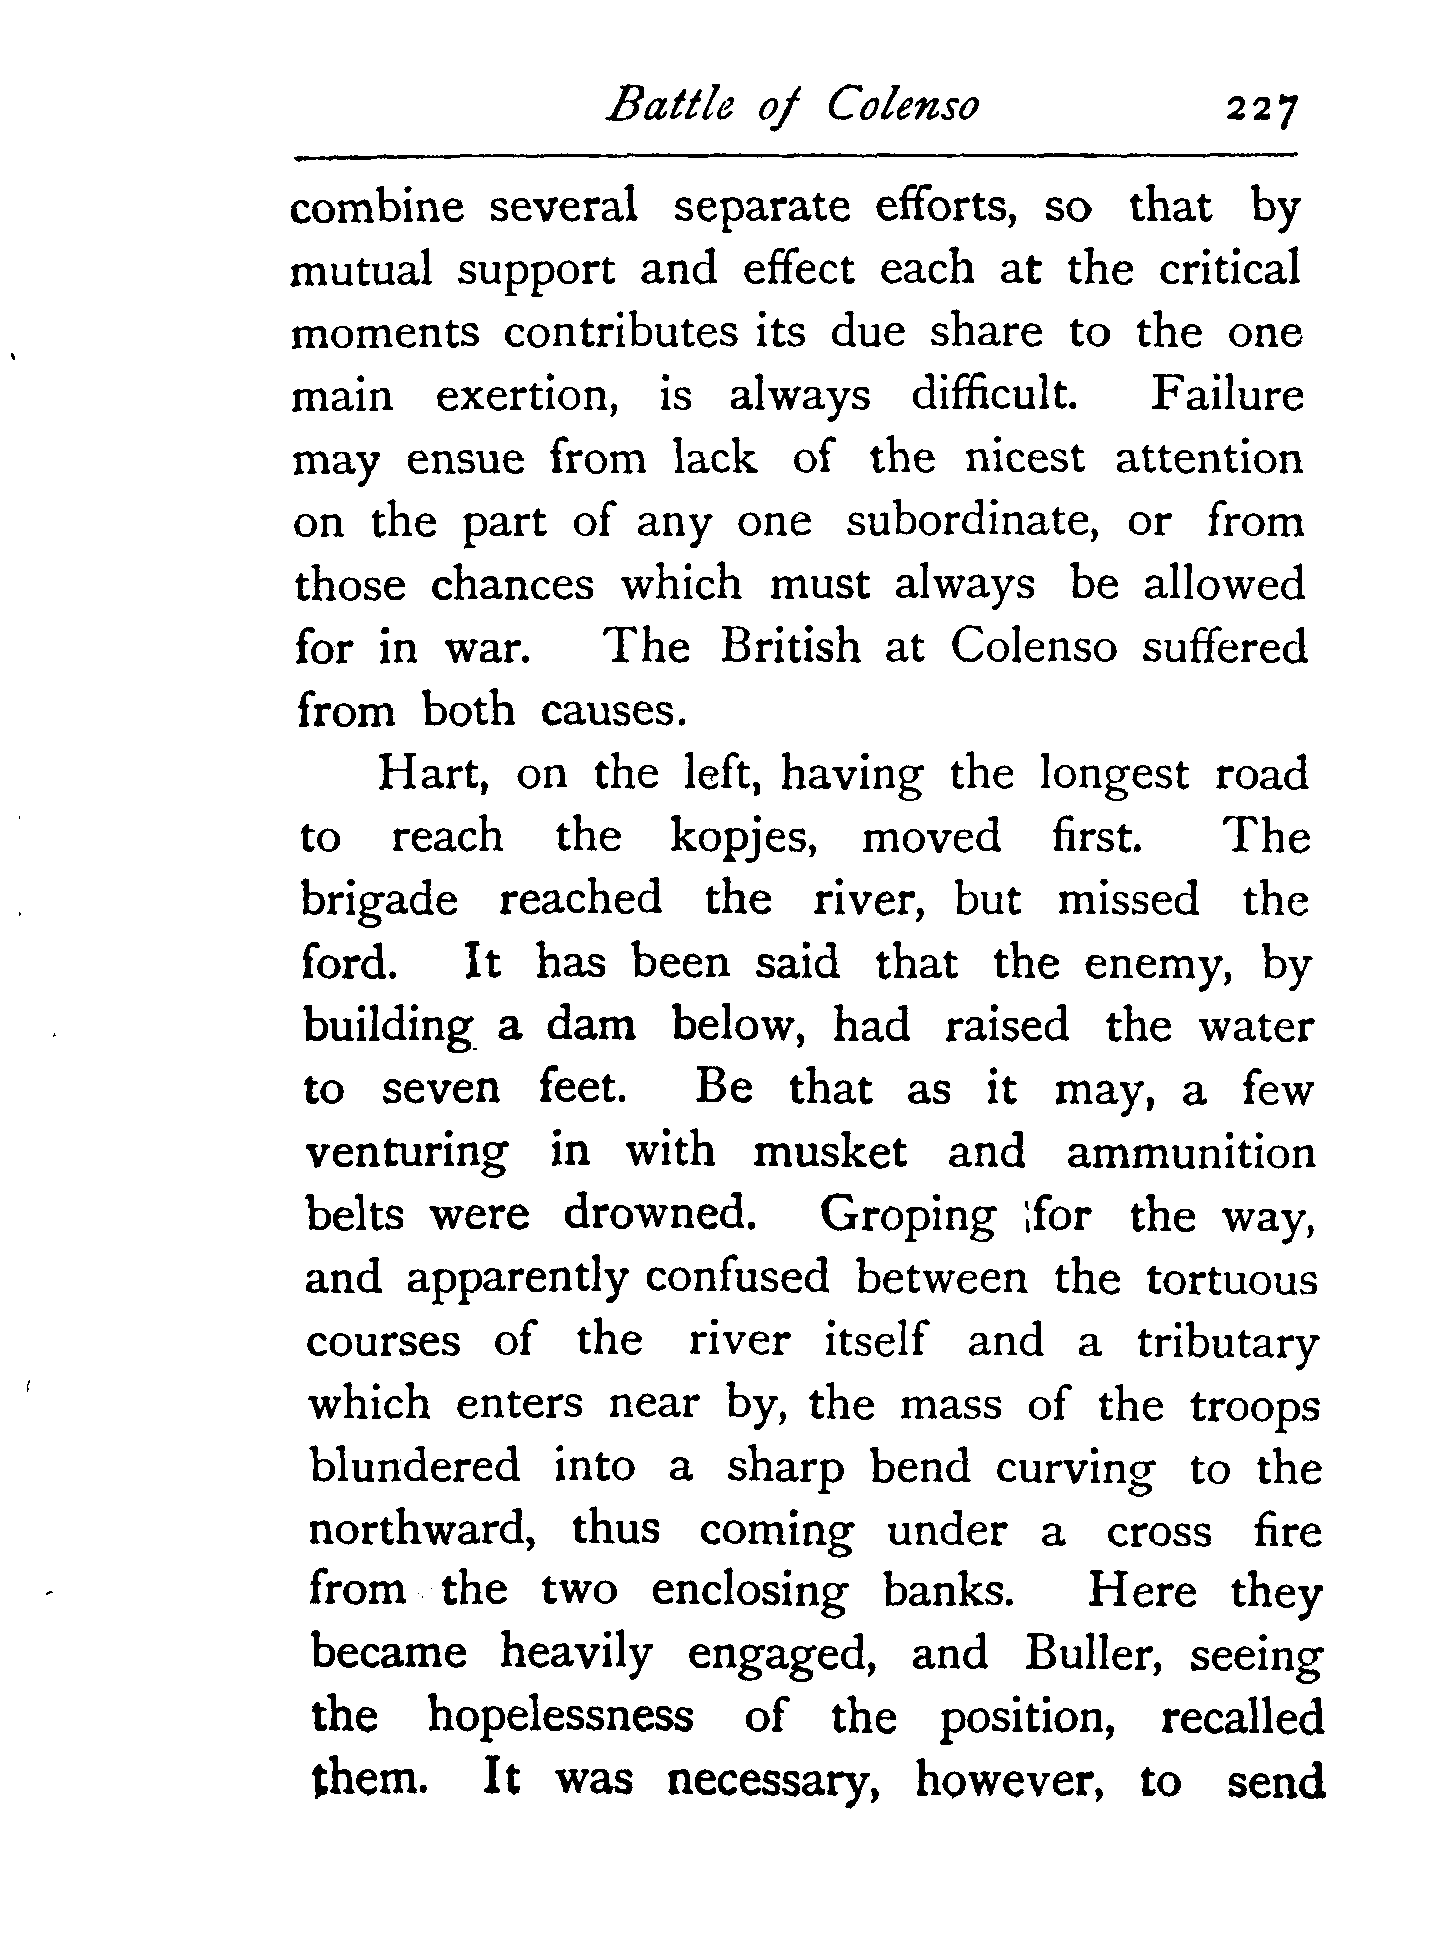 Battle of Colenso 227
combine several separate efforts, so that by
mutual support and effect each at the critical
moments contributes its due share to the one
main exertion, is always difficult. Failure
may ensue from lack of the nicest attention
on the part of any one subordinate, or from
those chances which must always be allowed
for in war. The British at Colenso suffered
from both causes.
Hart, on the left, having the longest road
to reach the kopjes, moved first. The
brigade reached the river, but missed the
ford. It has been said that the enemy, by
building a dam below, had raised the water
to seven feet. Be that as it may, a few
venturing in with musket and ammunition
belts were drowned. Groping for the way,
and apparently confused between the tortuous
courses of the river itself and a tributary
which enters near by, the mass of the troops
blundered into a sharp bend curving to the
northward, thus coming under a cross fire
from the two enclosing banks. Here they
became heavily engaged, and Buller, seeing
the hopelessness of the position, recalled
them. It was necessary, however, to send